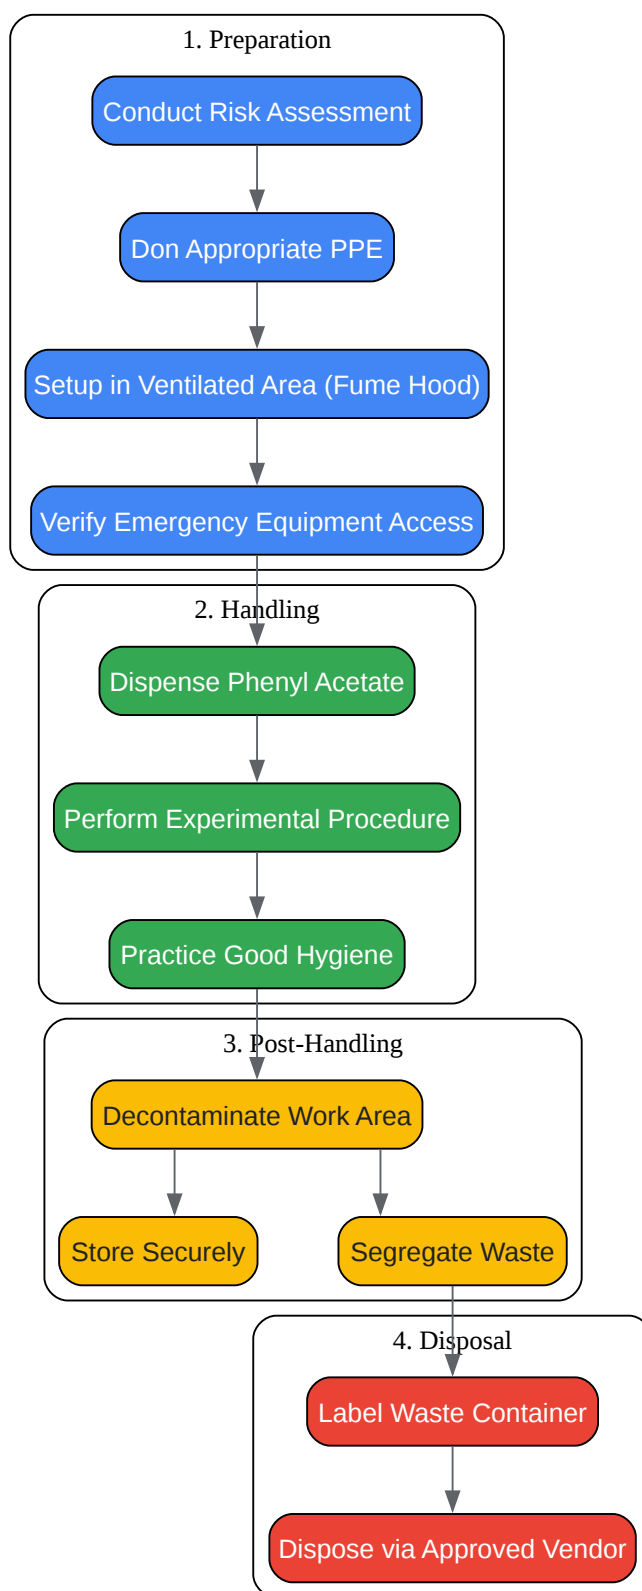 1. Preparation
Conduct Risk Assessment
Don Appropriate PPE
Setup in Ventilated Area (Fume Hood)
Verify Emergency Equipment Access
2. Handling
Dispense Phenyl Acetate
Perform Experimental Procedure
Practice Good Hygiene
3. Post-Handling
Decontaminate Work Area
Store Securely
Segregate Waste
4. Disposal
Label Waste Container
Dispose via Approved Vendor